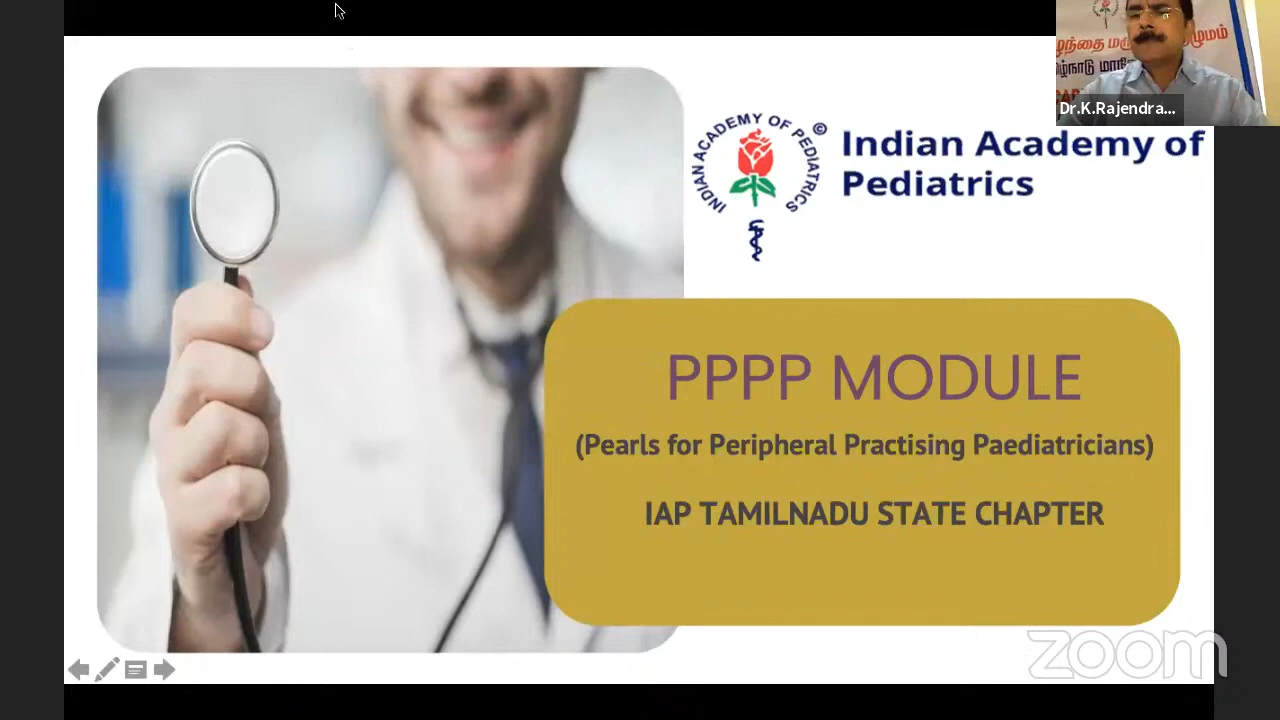 INDIAN ACADEMY OF PEDIATRICS
©
Indian Academy of
Pediatrics
Dr.K.Rajendra...
PPPP MODULE
(Pearls for Peripheral Practising Paediatricians)
IAP TAMILNADU STATE CHAPTER
zoom